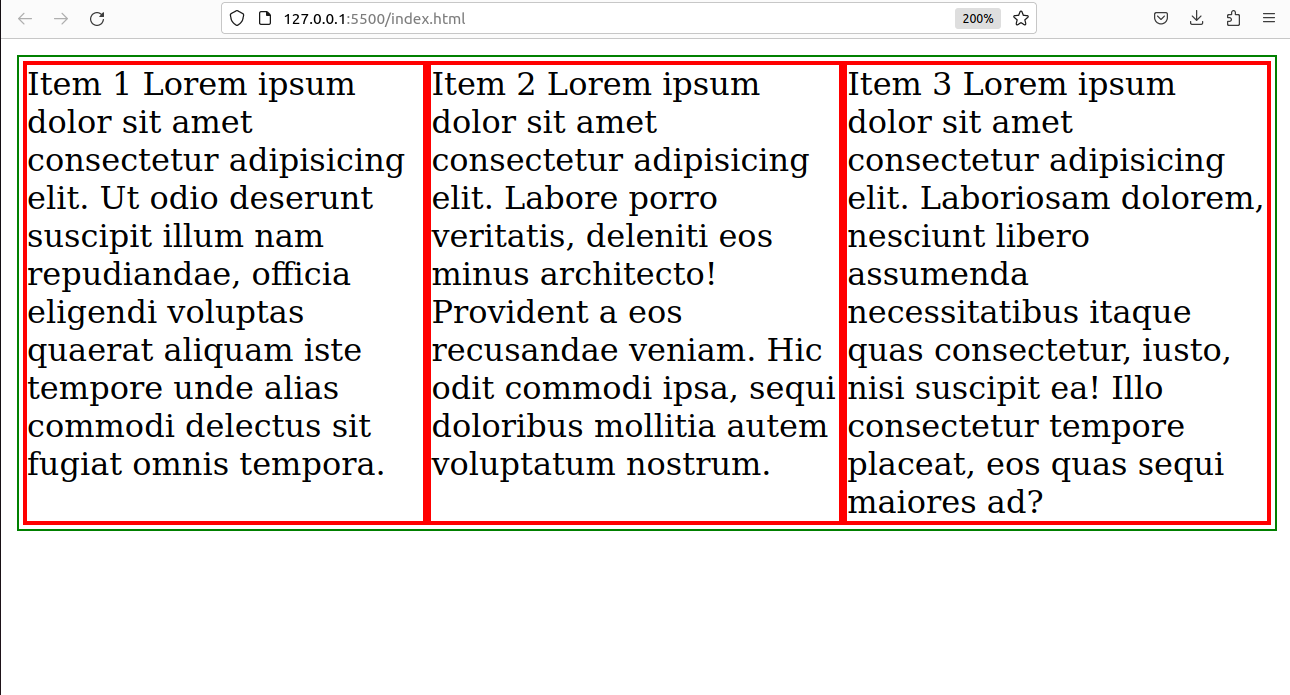 127.0.0.1:5500/index.html
200%
Item 1 Lorem ipsum
dolor sit amet
consectetur adipisicing
elit. Ut odio deserunt
suscipit illum nam
repudiandae, officia
eligendi voluptas
quaerat aliquam iste
tempore unde alias
commodi delectus sit
fugiat omnis tempora.
Item 2 Lorem ipsum
dolor sit amet
consectetur adipisicing
elit. Labore porro
veritatis, deleniti eos
minus architecto!
Provident a eos
recusandae veniam. Hic
odit commodi ipsa, sequi
doloribus mollitia autem
voluptatum nostrum.
Item 3 Lorem ipsum
dolor sit amet
consectetur adipisicing
elit. Laboriosam dolorem,
nesciunt libero
assumenda
necessitatibus itaque
quas consectetur, iusto,
nisi suscipit ea! Illo
consectetur tempore
placeat, eos quas sequi
maiores ad?